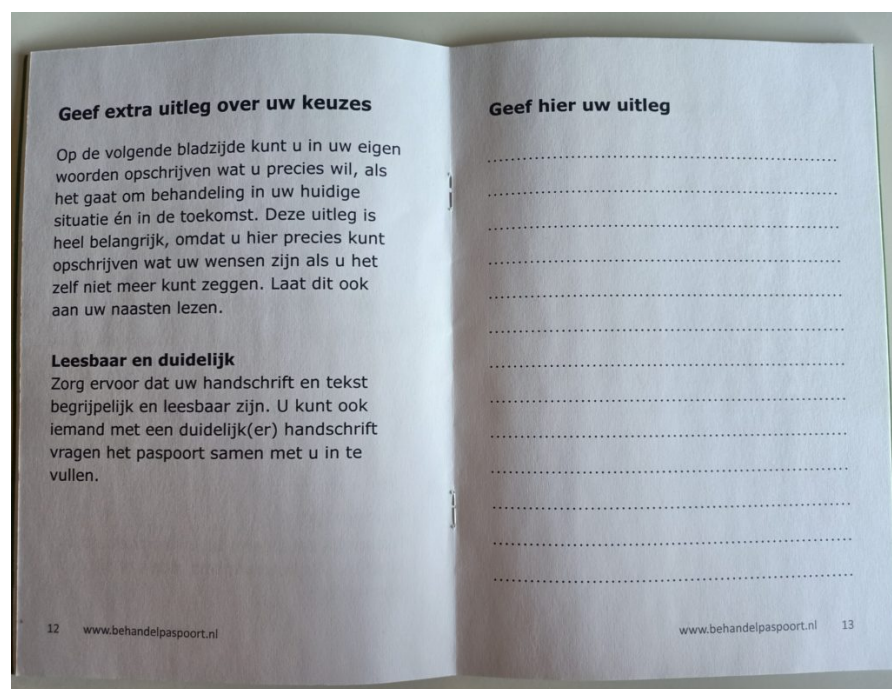 Geef extra uitleg over uw keuzes
Op de volgende bladzijde kunt u in uw eigen
woorden opschrijven wat u precies wil, als
het gaat om behandeling in uw huidige
situatie én in de toekomst. Deze uitleg is
heel belangrijk, omdat u hier precies kunt
opschrijven wat uw wensen zijn als u het
zelf niet meer kunt zeggen. Laat dit ook
aan uw naasten lezen.
Leesbaar en duidelijk
Zorg ervoor dat uw handschrift en tekst
begrijpelijk en leesbaar zijn. U kunt ook
iemand met een duidelijk(er) handschrift
vragen het paspoort samen met u in te
vullen.
12 www.behandelpaspoort.nl
Geef hier uw uitleg
www.behandelpaspoort.nl 13